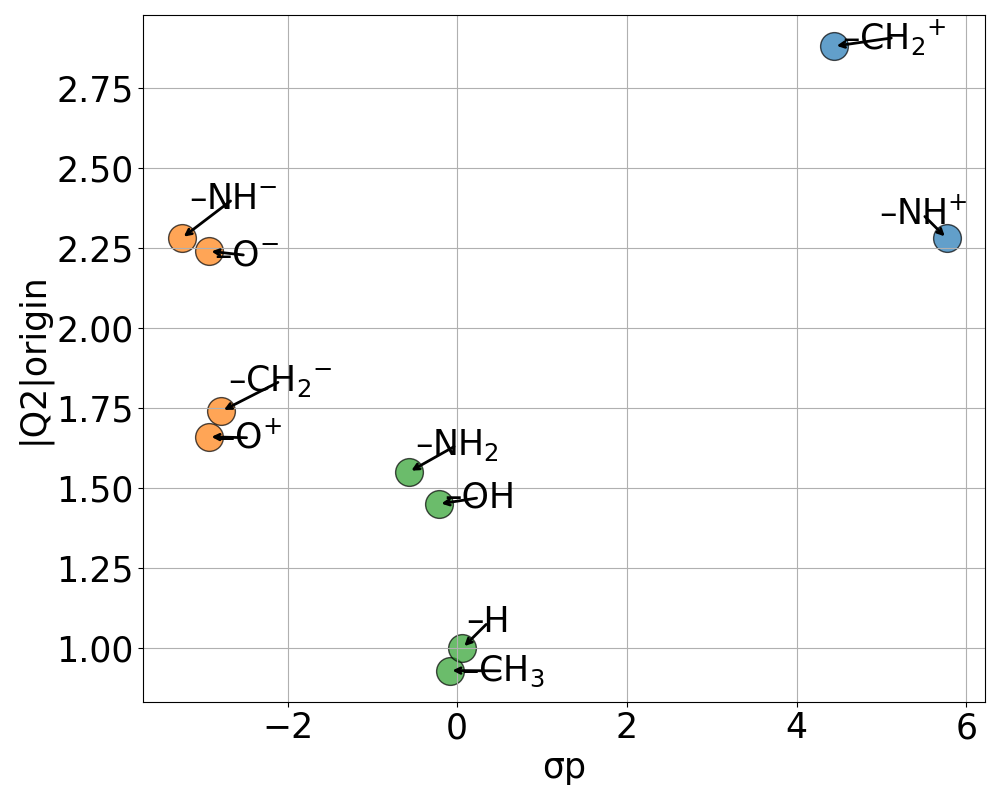 –CH₂⁺
2.75
2.50
–NH⁻
–NH⁺
2.25
–O⁻
2.00
–CH₂⁻
1.75
–O⁺
–NH₂
1.50
–OH
1.25
–H
1.00
–CH₃
−2
0
2
4
6
σp
|Q2|origin